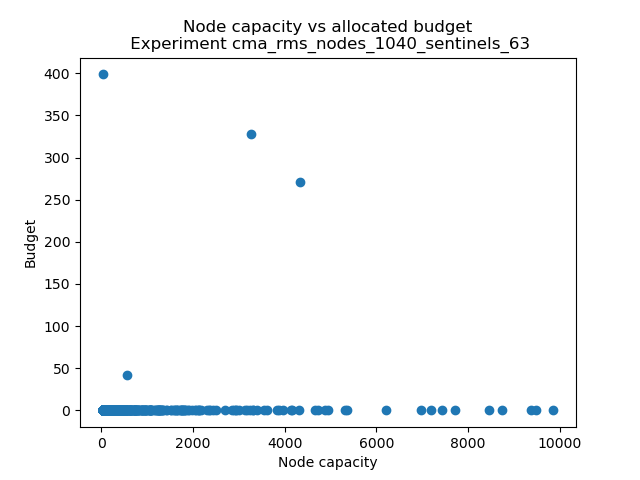 Node capacity vs allocated budget
Experiment cma_rms_nodes_1040_sentinels_63
400
350
300
250
200
150
100
50
0
Budget
0 2000 4000 6000 8000 10000
Node capacity